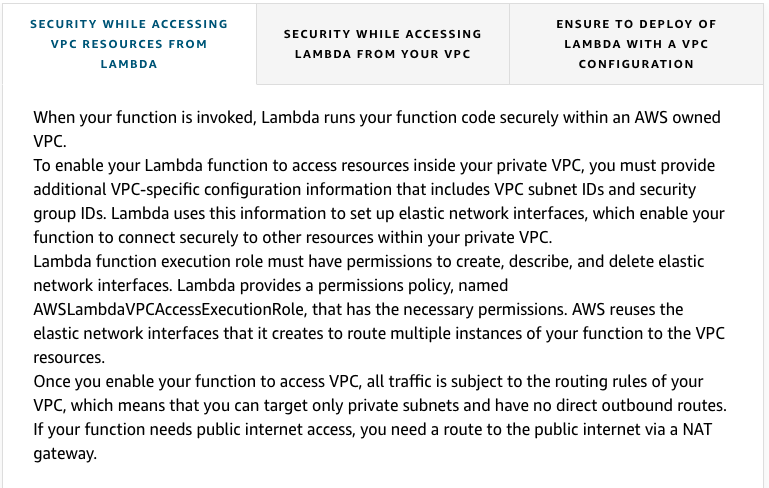 SECURITY WHILE ACCESSING
VPC RESOURCES FROM
LAMBDA
SECURITY WHILE ACCESSING
LAMBDA FROM YOUR VPC
ENSURE TO DEPLOY OF
LAMBDA WITH A VPC
CONFIGURATION
When your function is invoked, Lambda runs your function code securely within an AWS owned
VPC.
To enable your Lambda function to access resources inside your private VPC, you must provide
additional VPC-specific configuration information that includes VPC subnet IDs and security
group IDs. Lambda uses this information to set up elastic network interfaces, which enable your
function to connect securely to other resources within your private VPC.
Lambda function execution role must have permissions to create, describe, and delete elastic
network interfaces. Lambda provides a permissions policy, named
AWSLambdaVPCAccessExecutionRole, that has the necessary permissions. AWS reuses the
elastic network interfaces that it creates to route multiple instances of your function to the VPC
resources.
Once you enable your function to access VPC, all traffic is subject to the routing rules of your
VPC, which means that you can target only private subnets and have no direct outbound routes.
If your function needs public internet access, you need a route to the public internet via a NAT
gateway.